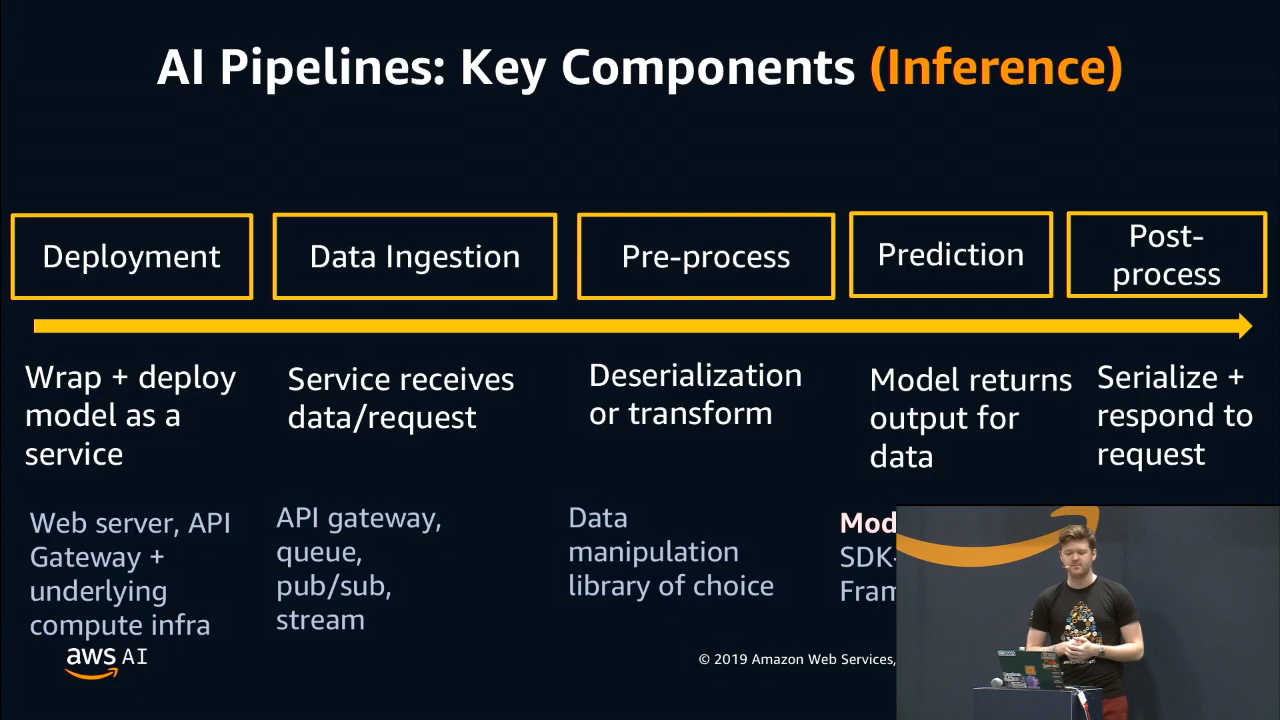 AI Pipelines: Key Components (Inference)
Deployment
Data Ingestion
Pre-process
Prediction
Post-
process
Wrap + deploy
model as a
service
Service receives
data/request
Deserialization
or transform
Model returns
output for
data
Serialize +
respond to
request
Web server, API
Gateway +
underlying
compute infra
API gateway,
queue,
pub/sub,
stream
Data
manipulation
library of choice
SDK-
aws AI
© 2019 Amazon Web Services,